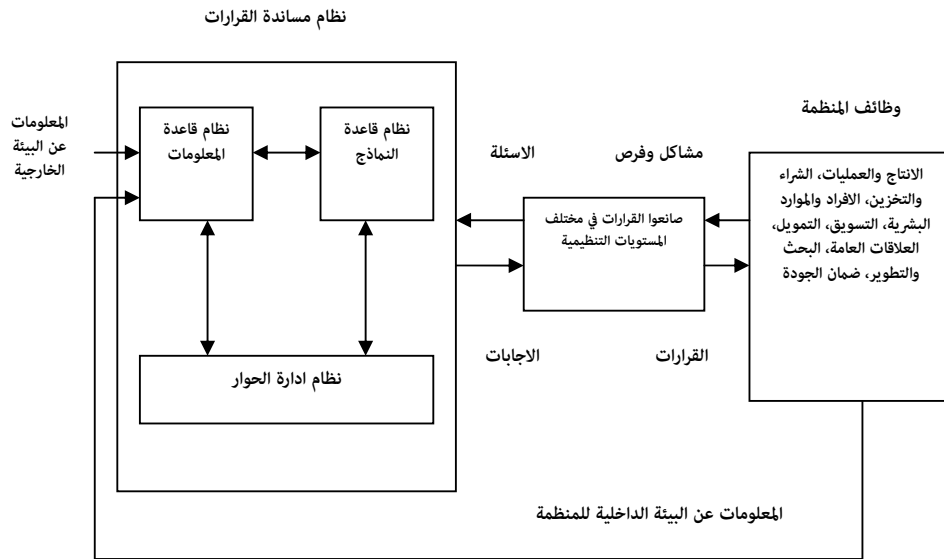 نظام مساندة القرارات
وظائف المنظمة
المعلومات
عن البيئة
الخارجية
نظام قاعدة
المعلومات
نظام قاعدة
النماذج
الاسئلة
مشاكل وفرص
الانتاج والعمليات، الشراء
والتخزين، الافراد والموارد
البشرية، التسويق، التمويل،
العلاقات العامة، البحث
والتطوير، ضمان الجودة
صانعوا القرارات في مختلف
المستويات التنظيمية
الاجابات
القرارات
نظام ادارة الحوار
المعلومات عن البيئة الداخلية للمنظمة